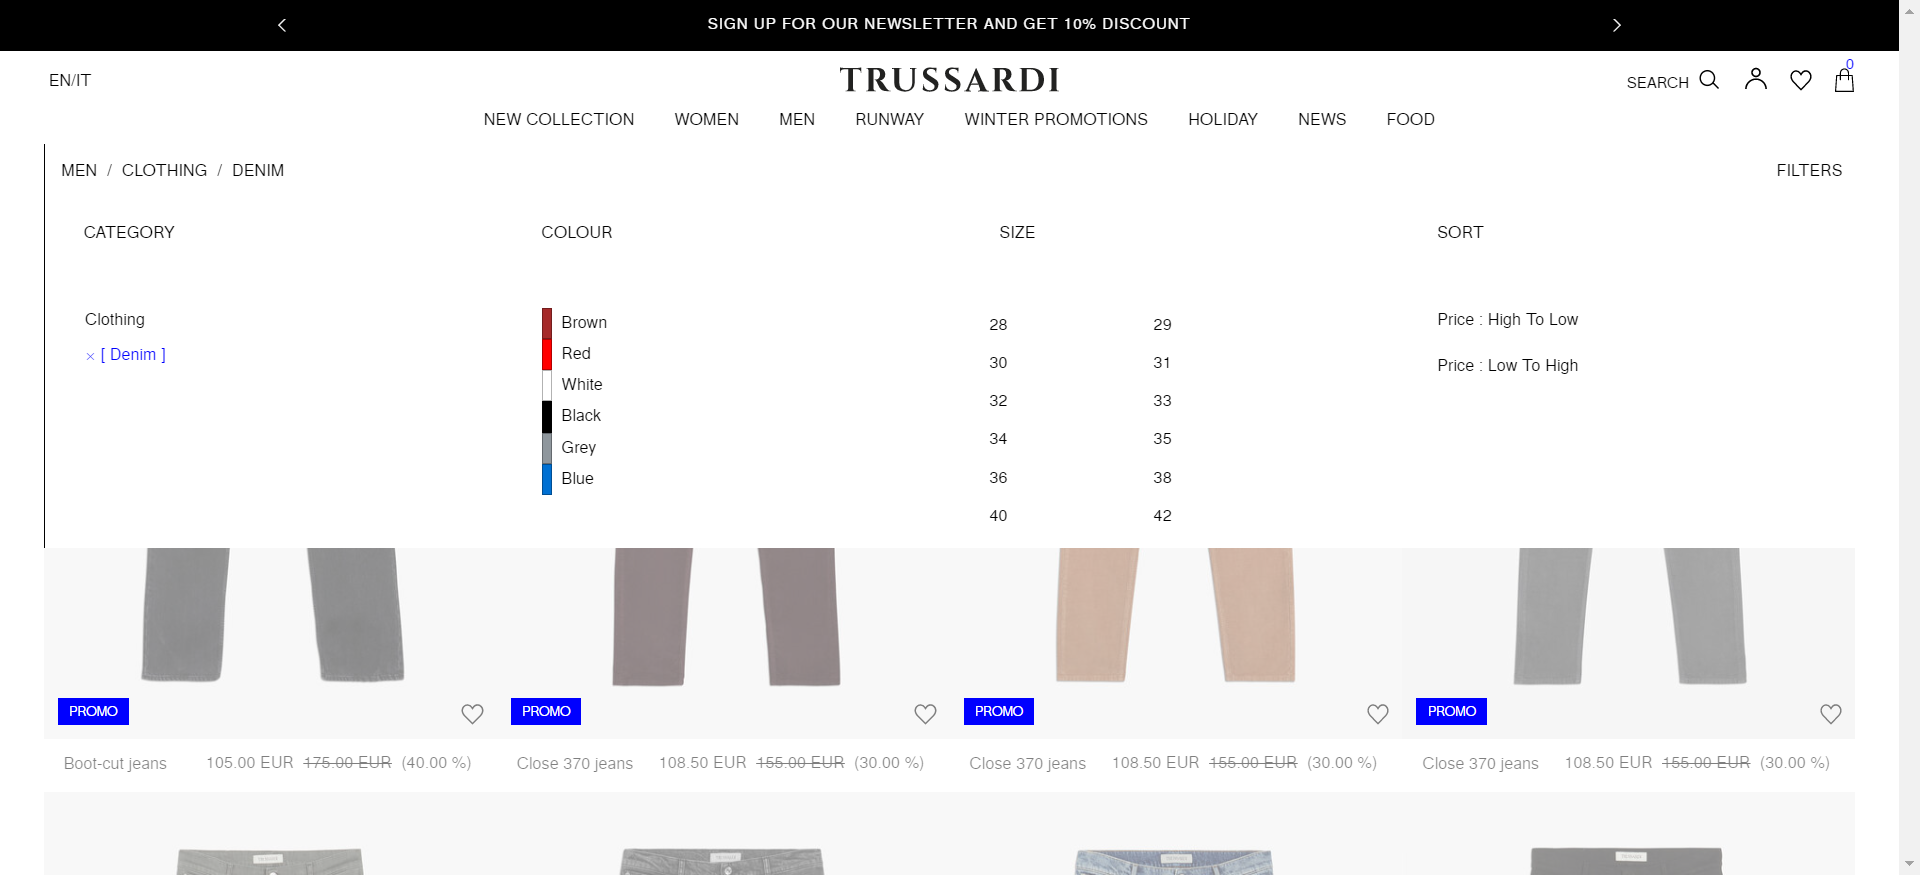 SIGN UP FOR OUR NEWSLETTER AND GET 10% DISCOUNT
EN/IT
TRUSSARDI
SEARCH
0
NEW COLLECTION WOMEN MEN RUNWAY WINTER PROMOTIONS HOLIDAY NEWS FOOD
MEN / CLOTHING / DENIM
FILTERS
CATEGORY
Clothing
× [ Denim ]
COLOUR
Brown
Red
White
Black
Grey
Blue
SIZE
28 29
30 31
32 33
34 35
36 38
40 42
SORT
Price : High To Low
Price : Low To High
PROMO PROMO PROMO PROMO
Boot-cut jeans 105.00 EUR 175.00 EUR (40.00 %)
Close 370 jeans 108.50 EUR 155.00 EUR (30.00 %)
Close 370 jeans 108.50 EUR 155.00 EUR (30.00 %)
Close 370 jeans 108.50 EUR 155.00 EUR (30.00 %)